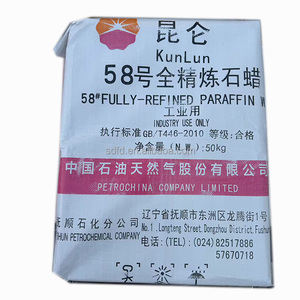 昆仑
KunLun
58号全精炼石蜡
58#FULLY-REFINED PARAFFIN W
工业用
INDUSTRY USE ONLY
执行标准 GB/T446-2010 等级:合格
净含量(N.W.):50kg
中国石油天然气股份有限公司
PETROCHINA COMPANY LIMITED
抚顺石化分公司 辽宁省抚顺市东洲区龙腾街1号
SHUN PETROCHEMICAL COMPANY No.1,Longteng Street,Dongzhou District,Fushun
电话:(TEL) (024) 82517886
57670718